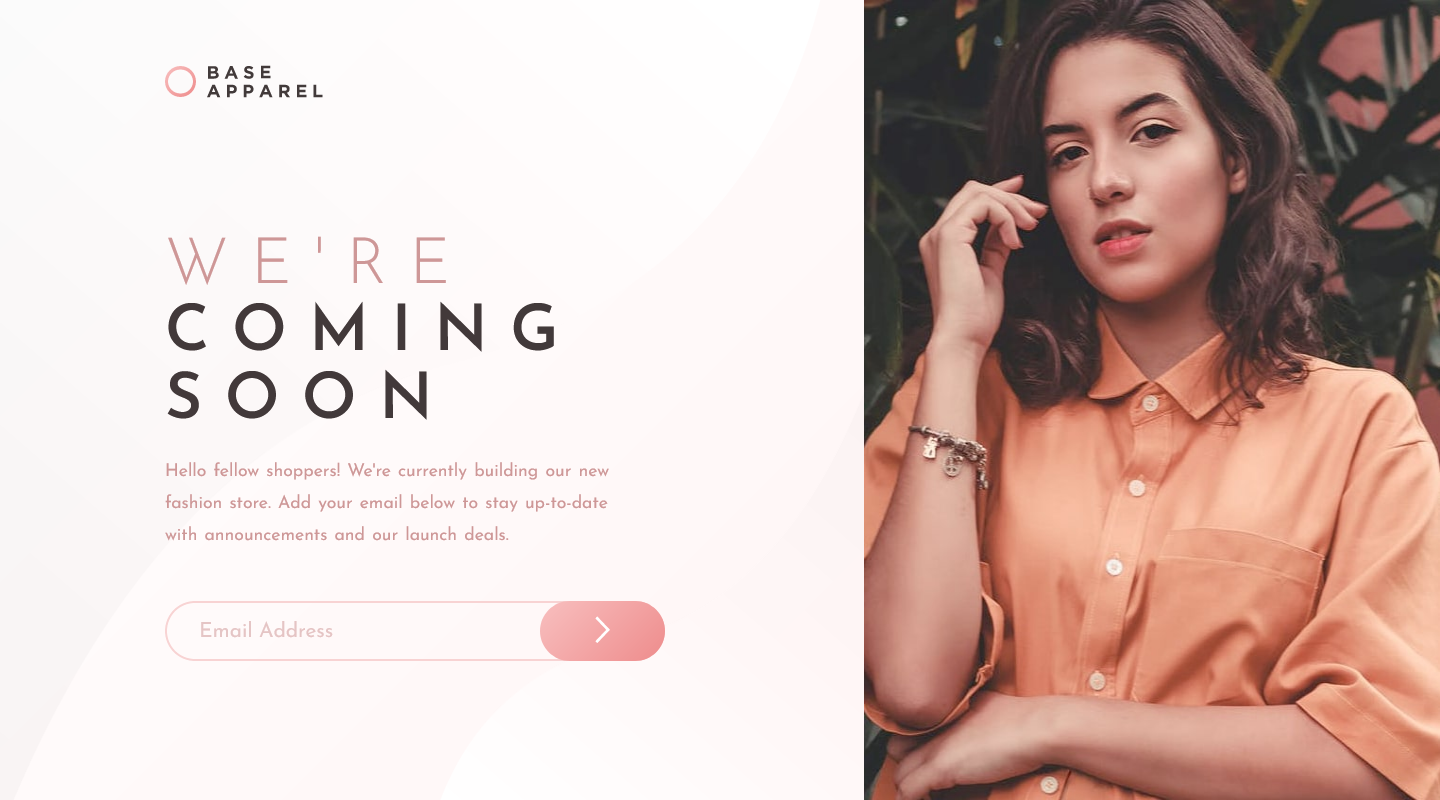 BASE
APPAREL
WE'RE
COMING
SOON
Hello fellow shoppers! We're currently building our new
fashion store. Add your email below to stay up-to-date
with announcements and our launch deals.
Email Address